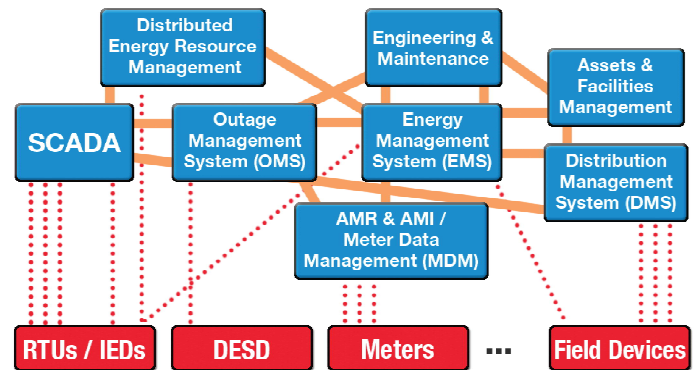 Distributed
Energy Resource
Management
Engineering &
Maintenance
Assets &
Facilities
Management
SCADA
Outage
Management
System (OMS)
Energy
Management
System (EMS)
Distribution
Management
System (DMS)
AMR & AMI /
Meter Data
Management (MDM)
RTUs / IEDs
DESD
Meters
...
Field Devices